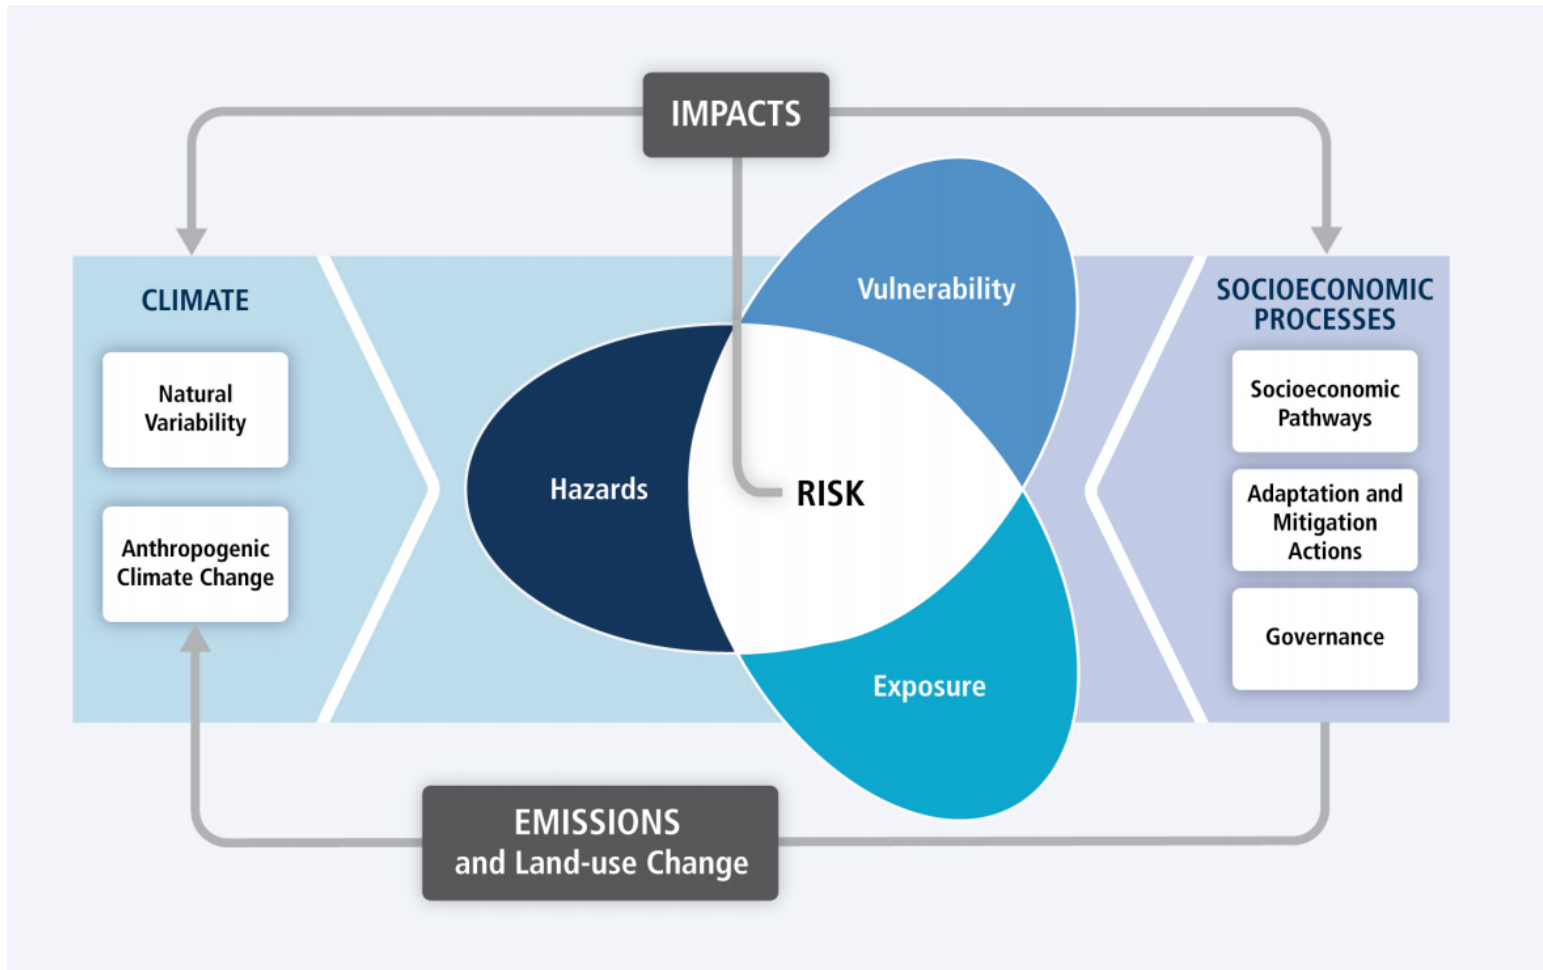 IMPACTS
Vulnerability
CLIMATE
SOCIOECONOMIC
PROCESSES
Natural
Variability
Socioeconomic
Pathways
Hazards
RISK
Adaptation and
Mitigation
Actions
Anthropogenic
Climate Change
Governance
Exposure
EMISSIONS
and Land-use Change